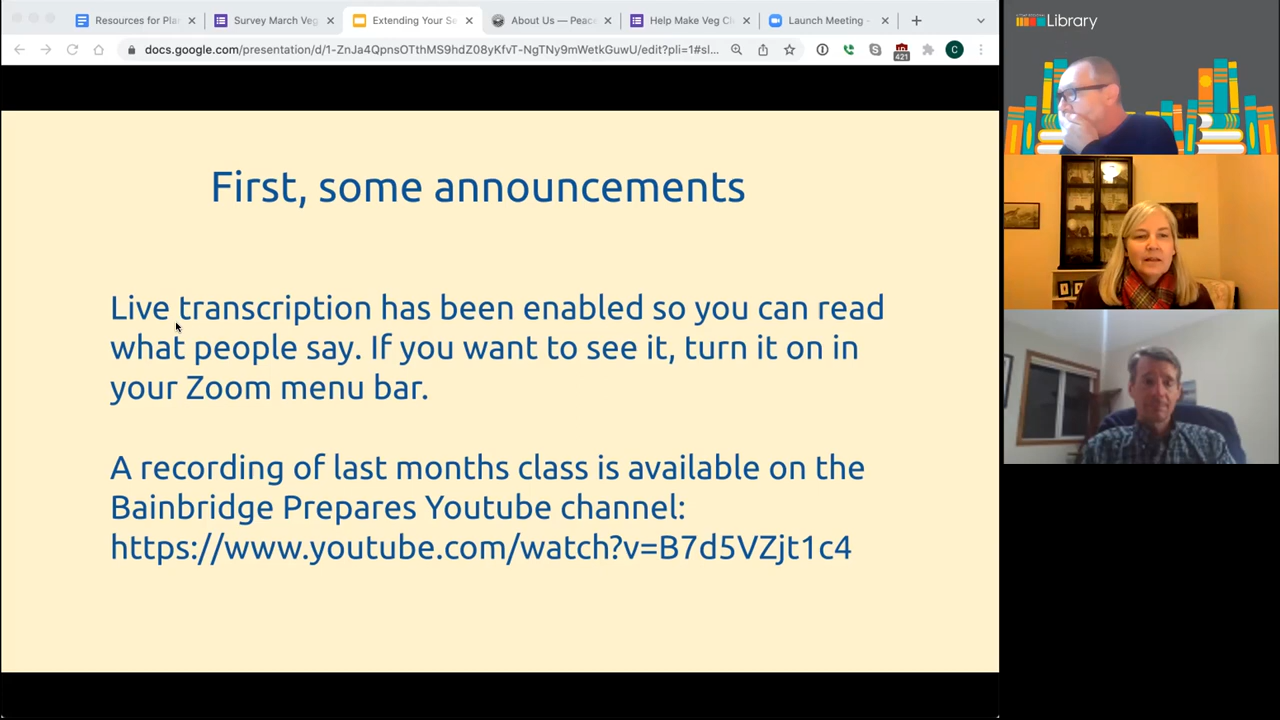 Resources for Pla
Survey March Veg
Extending Your Se
About Us — Peace
Help Make Veg Cl
Launch Meeting -
docs.google.com/presentation/d/1-ZnJa4QpnsOTthMS9hdZ08yKfvT-NgTNy9mWetkGuwU/edit?pli=1#sl...
421
C
Library
First, some announcements
Live transcription has been enabled so you can read
what people say. If you want to see it, turn it on in
your Zoom menu bar.
A recording of last months class is available on the
Bainbridge Prepares Youtube channel:
https://www.youtube.com/watch?v=B7d5VZjt1c4